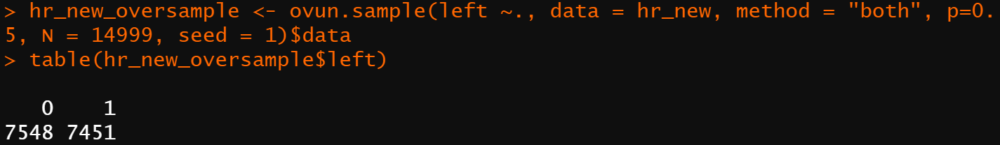 > hr_new_oversample <- ovun.sample(left ~., data = hr_new, method = "both", p=0.
5, N = 14999, seed = 1)$data
> table(hr_new_oversample$left)
0 1
7548 7451